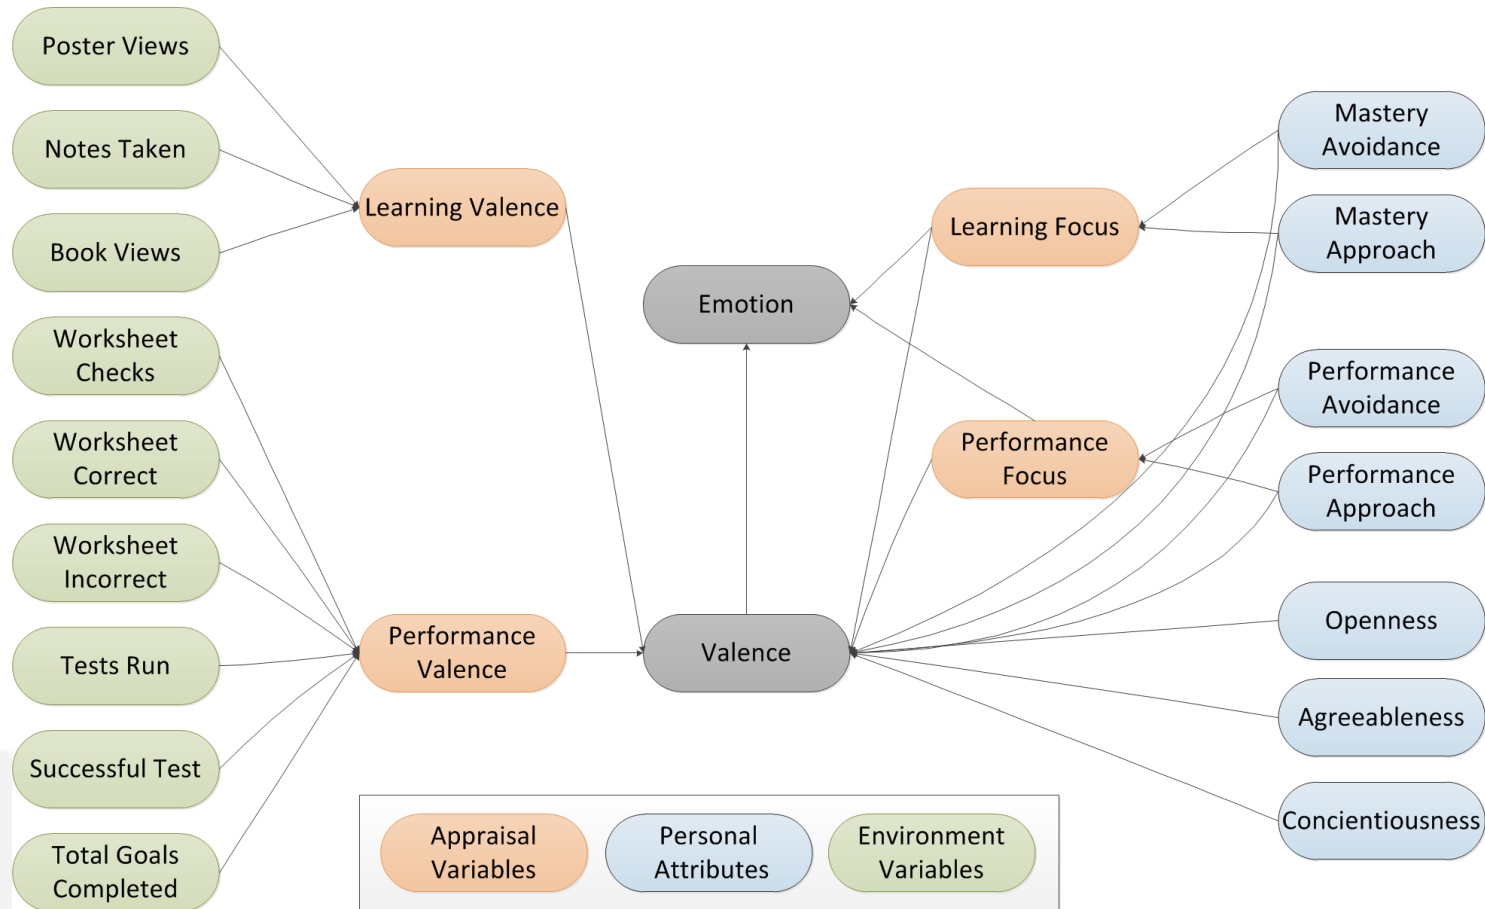 Poster Views
Notes Taken
Book Views
Worksheet
Checks
Worksheet
Correct
Worksheet
Incorrect
Tests Run
Successful Test
Total Goals
Completed
Learning Valence
Performance
Valence
Emotion
Valence
Learning Focus
Performance
Focus
Mastery
Avoidance
Mastery
Approach
Performance
Avoidance
Performance
Approach
Openness
Agreeableness
Concientiousness
Appraisal
Variables
Personal
Attributes
Environment
Variables